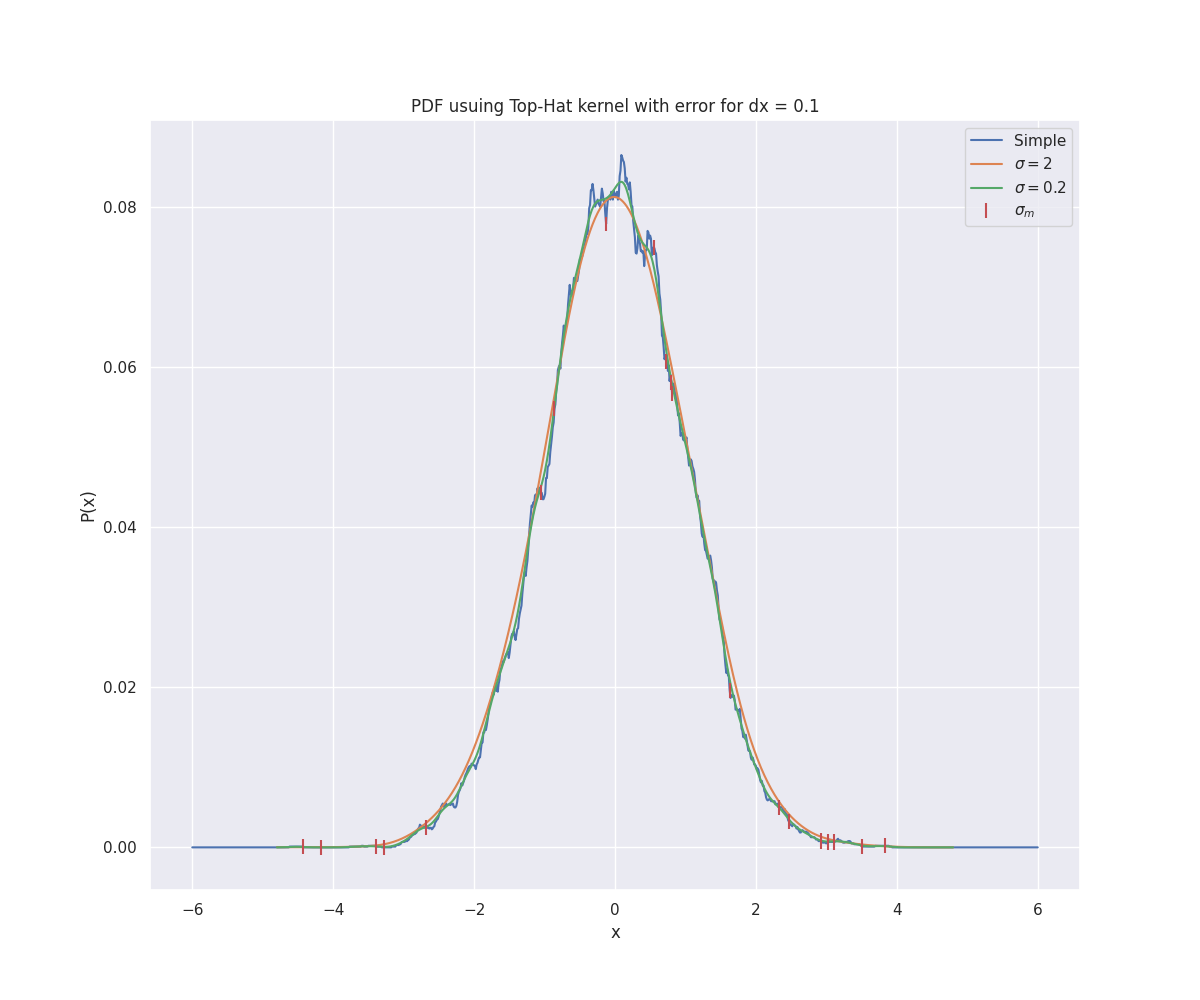 PDF usuing Top-Hat kernel with error for dx = 0.1
Simple
σ = 2
σ = 0.2
σₘ
0.08
0.06
0.04
0.02
0.00
P(x)
−6 −4 −2 0 2 4 6
x